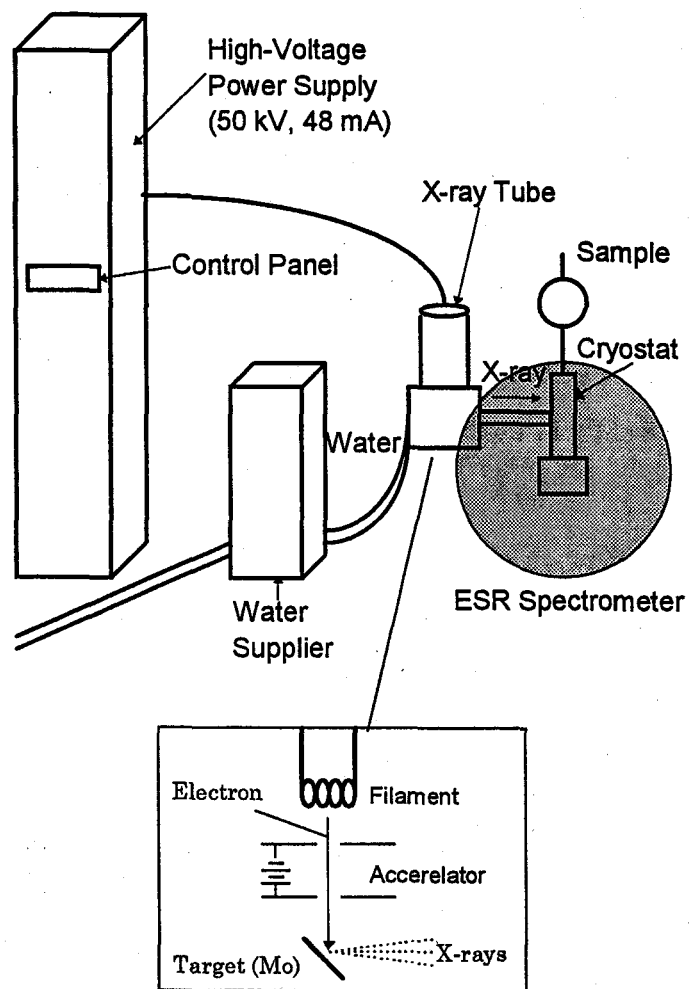 High-Voltage
Power Supply
(50 kV, 48 mA)
X-ray Tube
Sample
Control Panel
Cryostat
X-ray
Water
ESR Spectrometer
Water
Supplier
Electron
Filament
Accerelator
Target (Mo)
X-rays